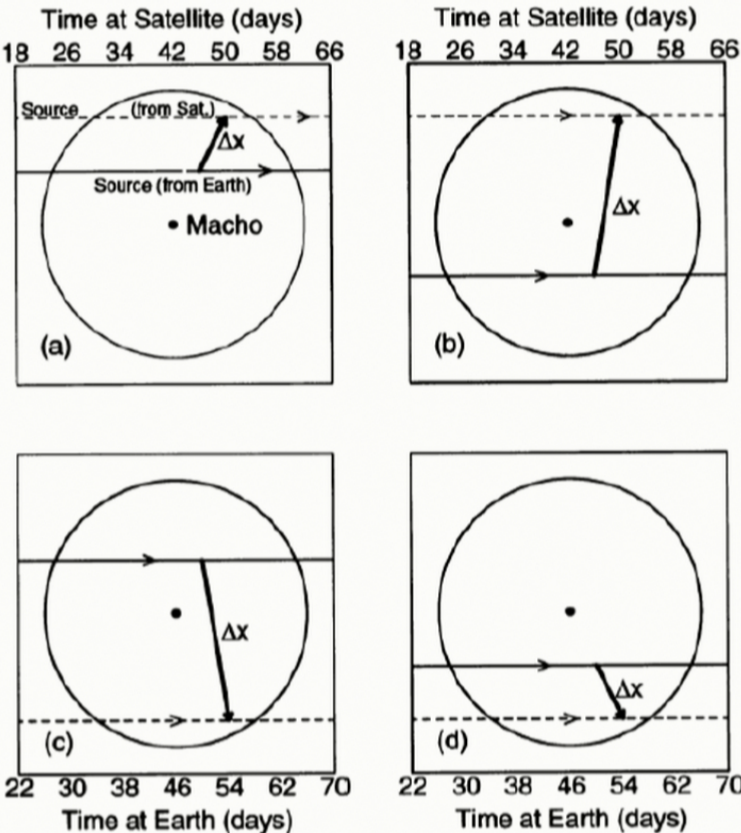 Time at Satellite (days)
18 26 34 42 50 58 66
Source (from Sat.)
Δx
Source (from Earth)
Macho
(a)
Time at Satellite (days)
18 26 34 42 50 58 66
Δx
(b)
Δx
(c)
22 30 38 46 54 62 70
Time at Earth (days)
Δx
(d)
22 30 38 46 54 62 70
Time at Earth (days)